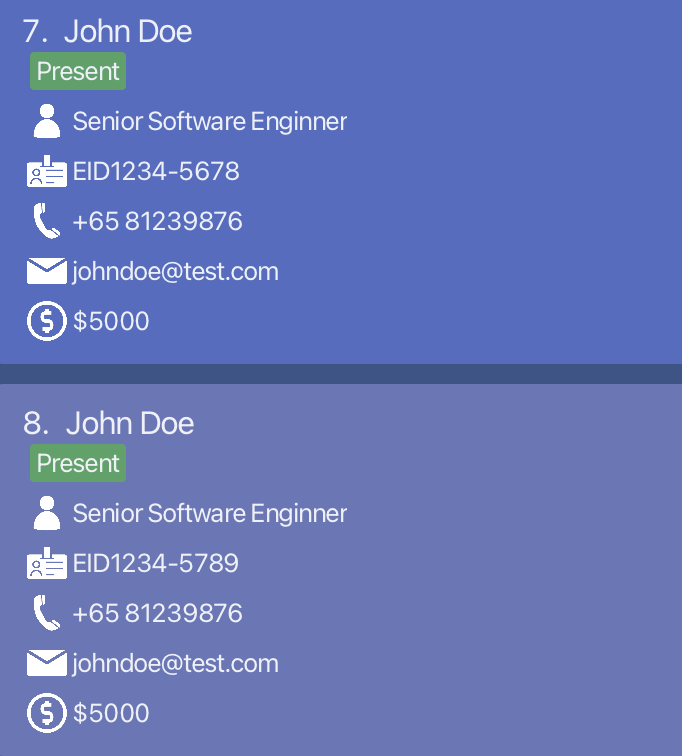 7. John Doe
Present
Senior Software Enginner
EID1234-5678
+65 81239876
johndoe@test.com
$5000
8. John Doe
Present
Senior Software Enginner
EID1234-5789
+65 81239876
johndoe@test.com
$5000